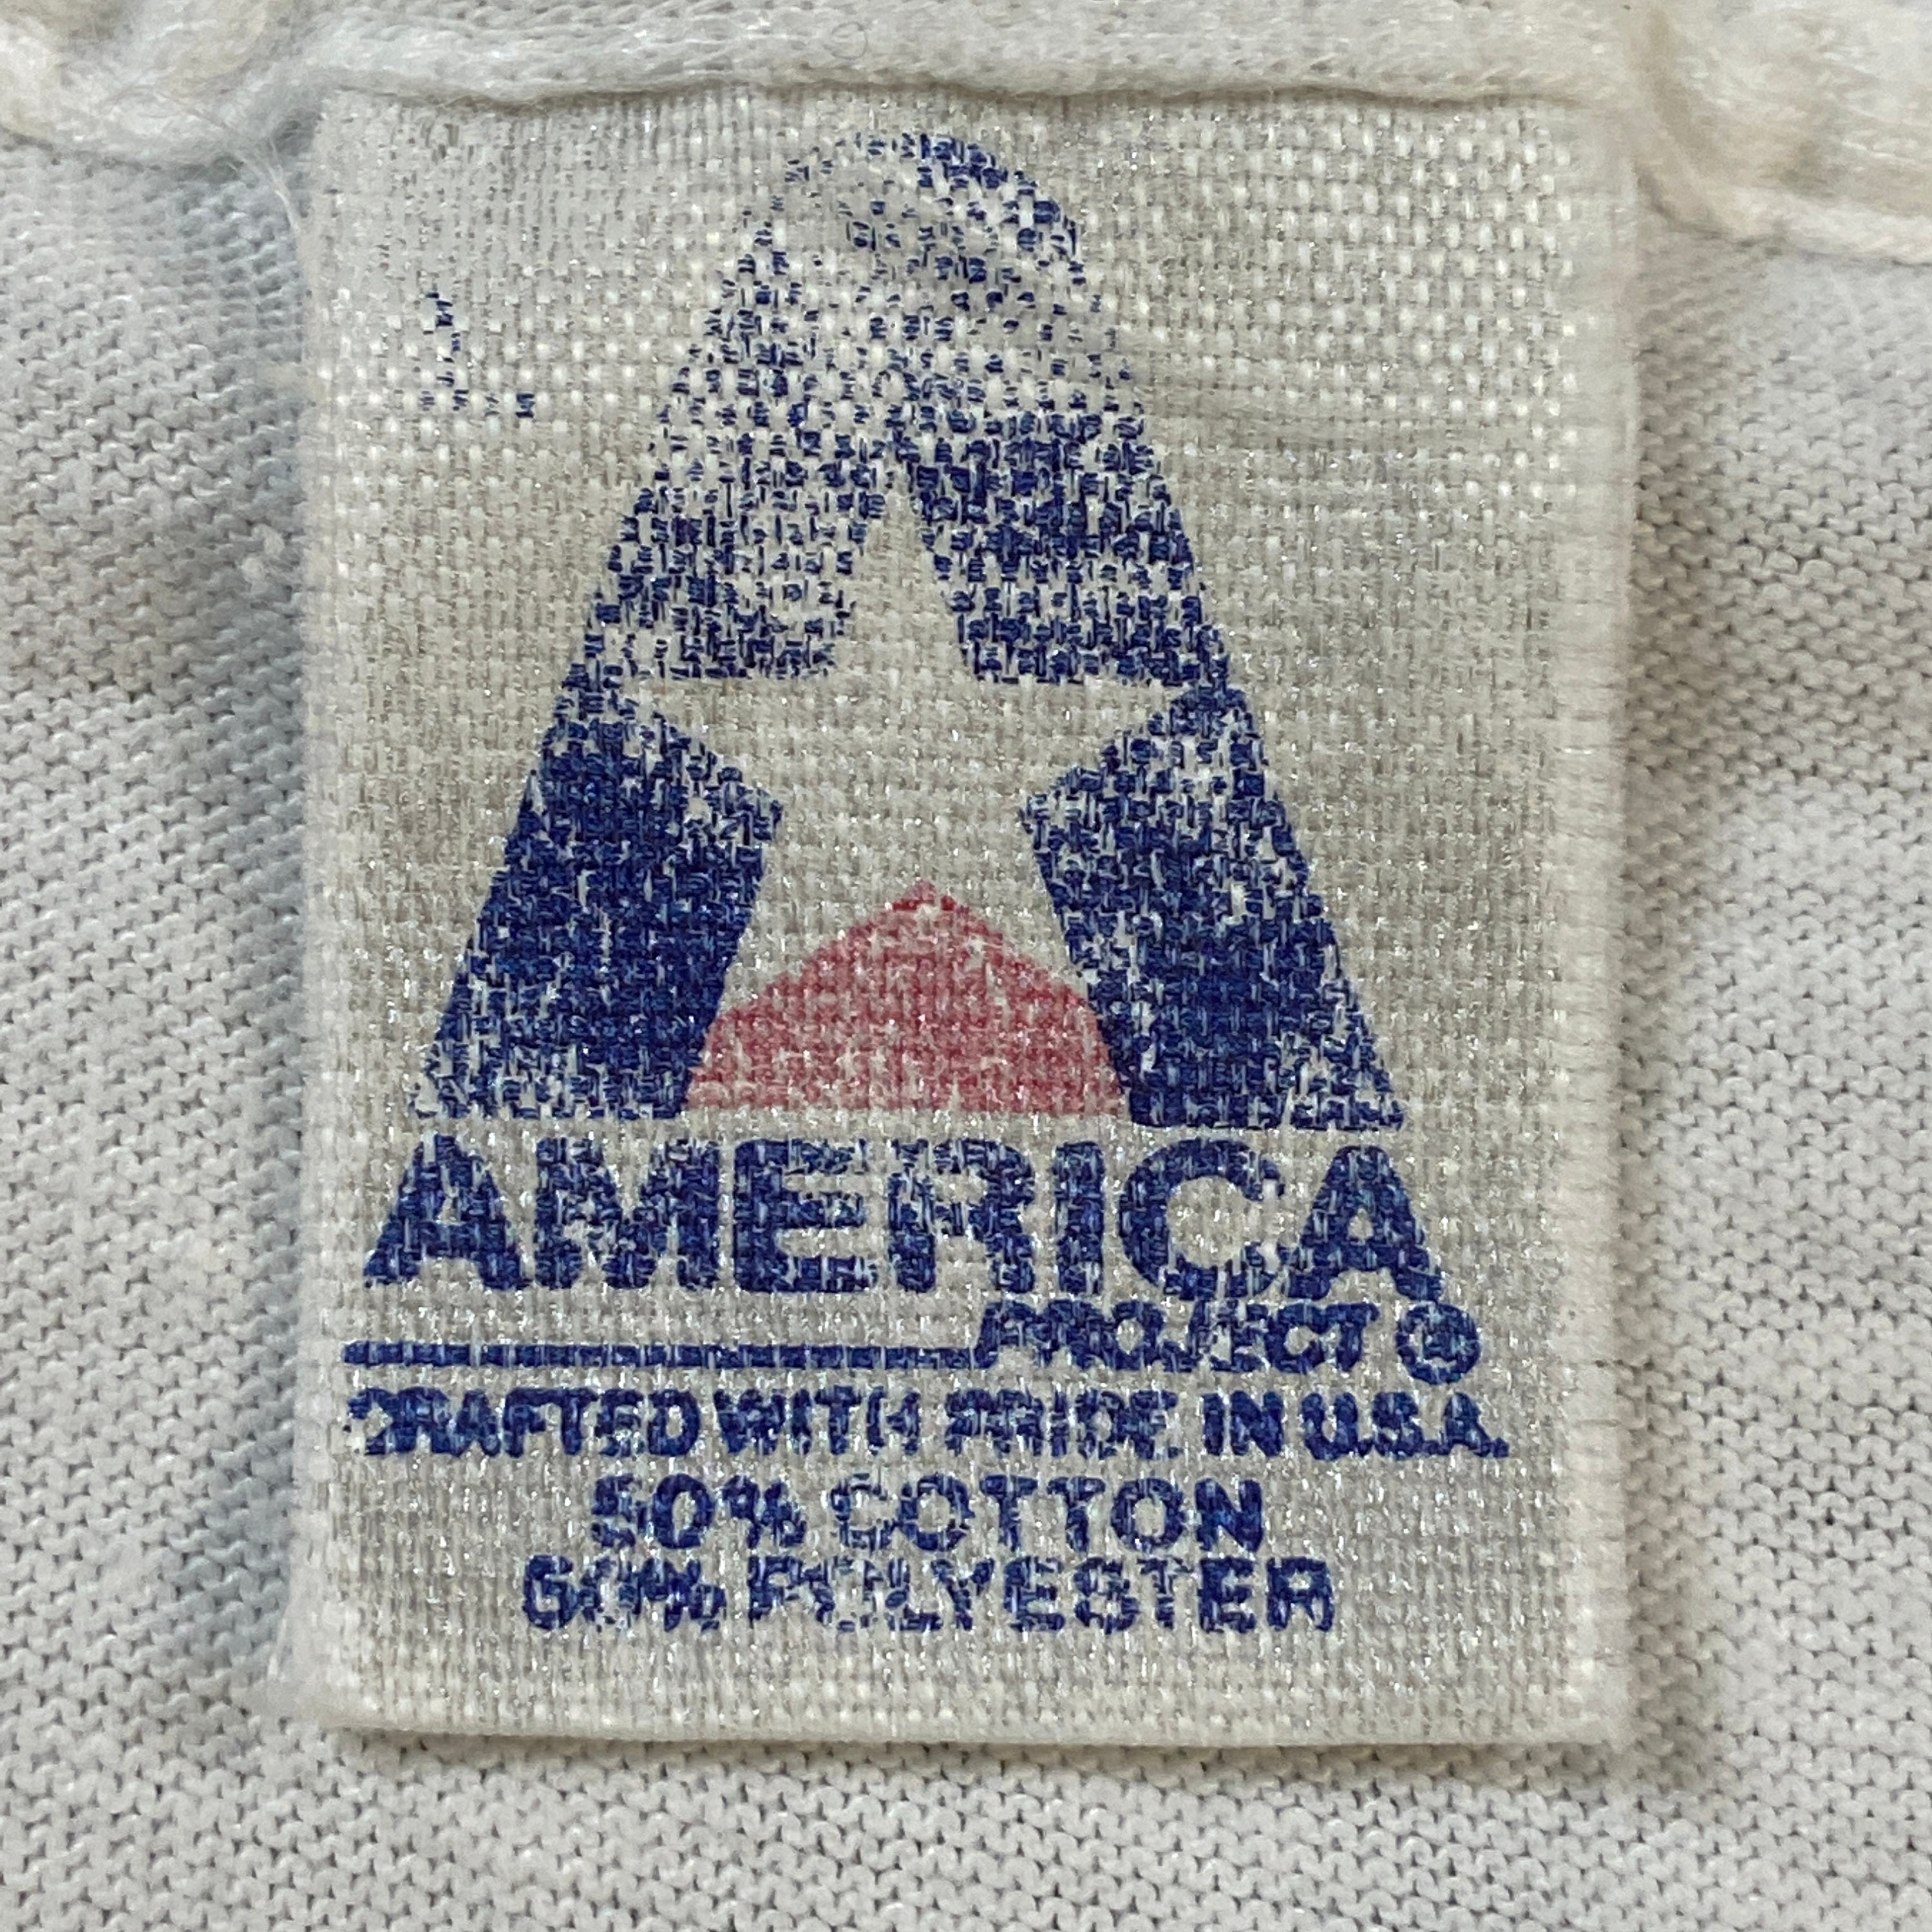 AMERICA
PROJECT ®
CRAFTED WITH PRIDE IN U.S.A.
50% COTTON
50% POLYESTER